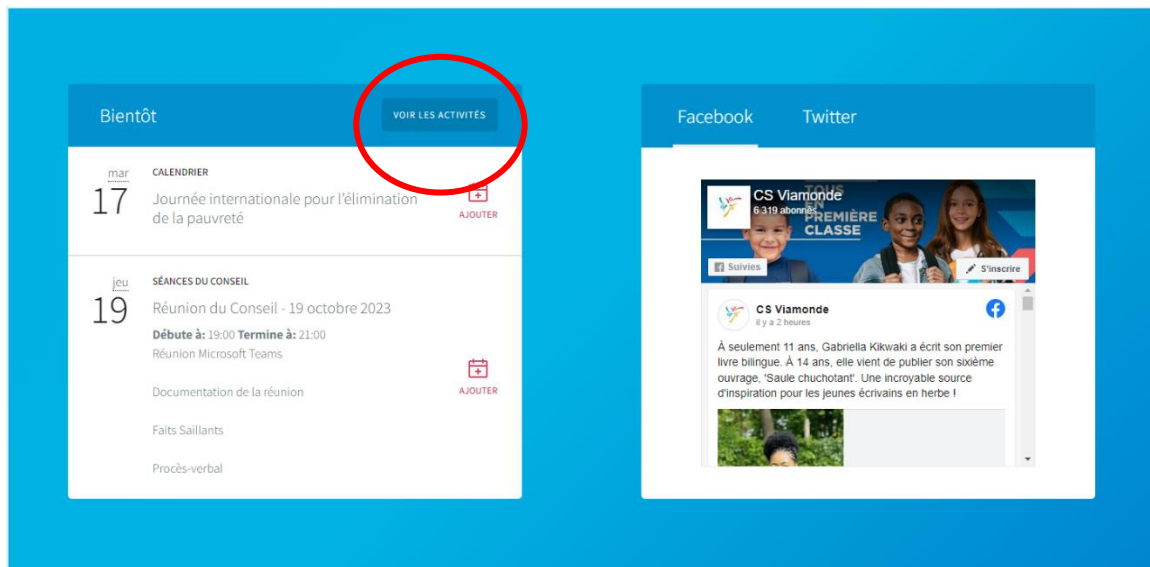 Bientôt
VOIR LES ACTIVITÉS
mar
17
CALENDRIER
Journée internationale pour l'élimination
de la pauvreté
AJOUTER
jeu
19
SÉANCES DU CONSEIL
Réunion du Conseil - 19 octobre 2023
Débute à: 19:00 Termine à: 21:00
Réunion Microsoft Teams
Documentation de la réunion
AJOUTER
Faits Saillants
Procès-verbal
Facebook Twitter
CS Viamonde
6 319 abonnés
TOUS
EN
PREMIÈRE
CLASSE
Suivies
S'inscrire
CS Viamonde
il y a 2 heures
À seulement 11 ans, Gabriella Kikwaki a écrit son premier
livre bilingue. À 14 ans, elle vient de publier son sixième
ouvrage, 'Saule chuchotant'. Une incroyable source
d'inspiration pour les jeunes écrivains en herbe !